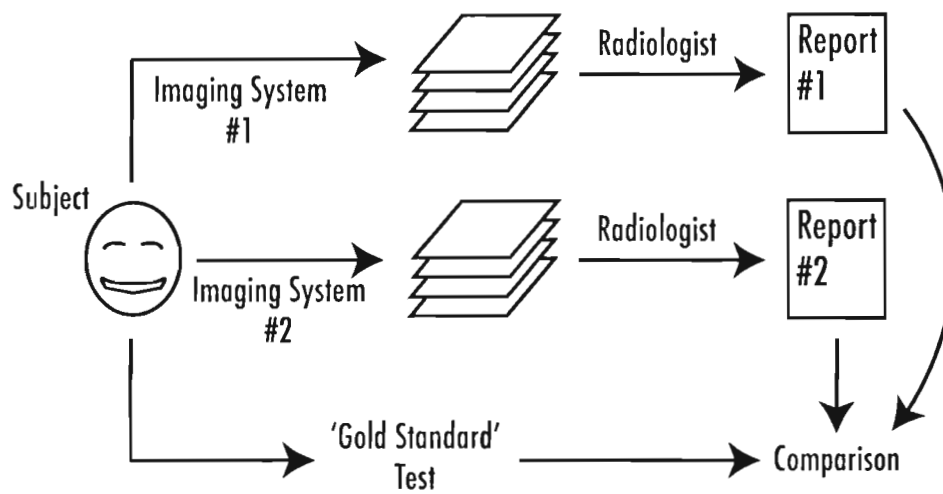 Radiologist
Report
#1
Imaging System
#1
Subject
Radiologist
Report
#2
Imaging System
#2
'Gold Standard'
Test
Comparison